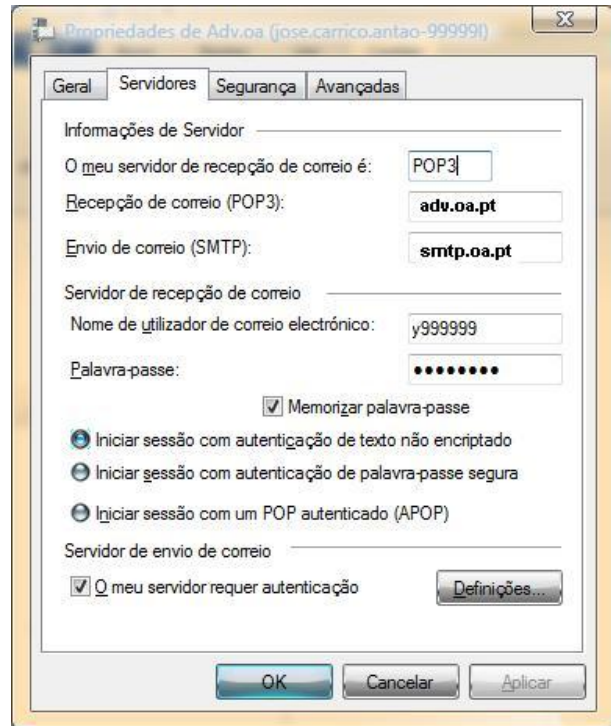 Propriedades de Adv.oa (jose.carrico.antao-99999l)
Geral Servidores Segurança Avançadas
Informações de Servidor
O meu servidor de recepção de correio é: POP3
Recepção de correio (POP3): adv.oa.pt
Envio de correio (SMTP): smtp.oa.pt
Servidor de recepção de correio
Nome de utilizador de correio electrónico: y999999
Palavra-passe: ••••••••
Memorizar palavra-passe
Iniciar sessão com autenticação de texto não encriptado
Iniciar sessão com autenticação de palavra-passe segura
Iniciar sessão com um POP autenticado (APOP)
Servidor de envio de correio
O meu servidor requer autenticação Definições...
OK Cancelar Aplicar